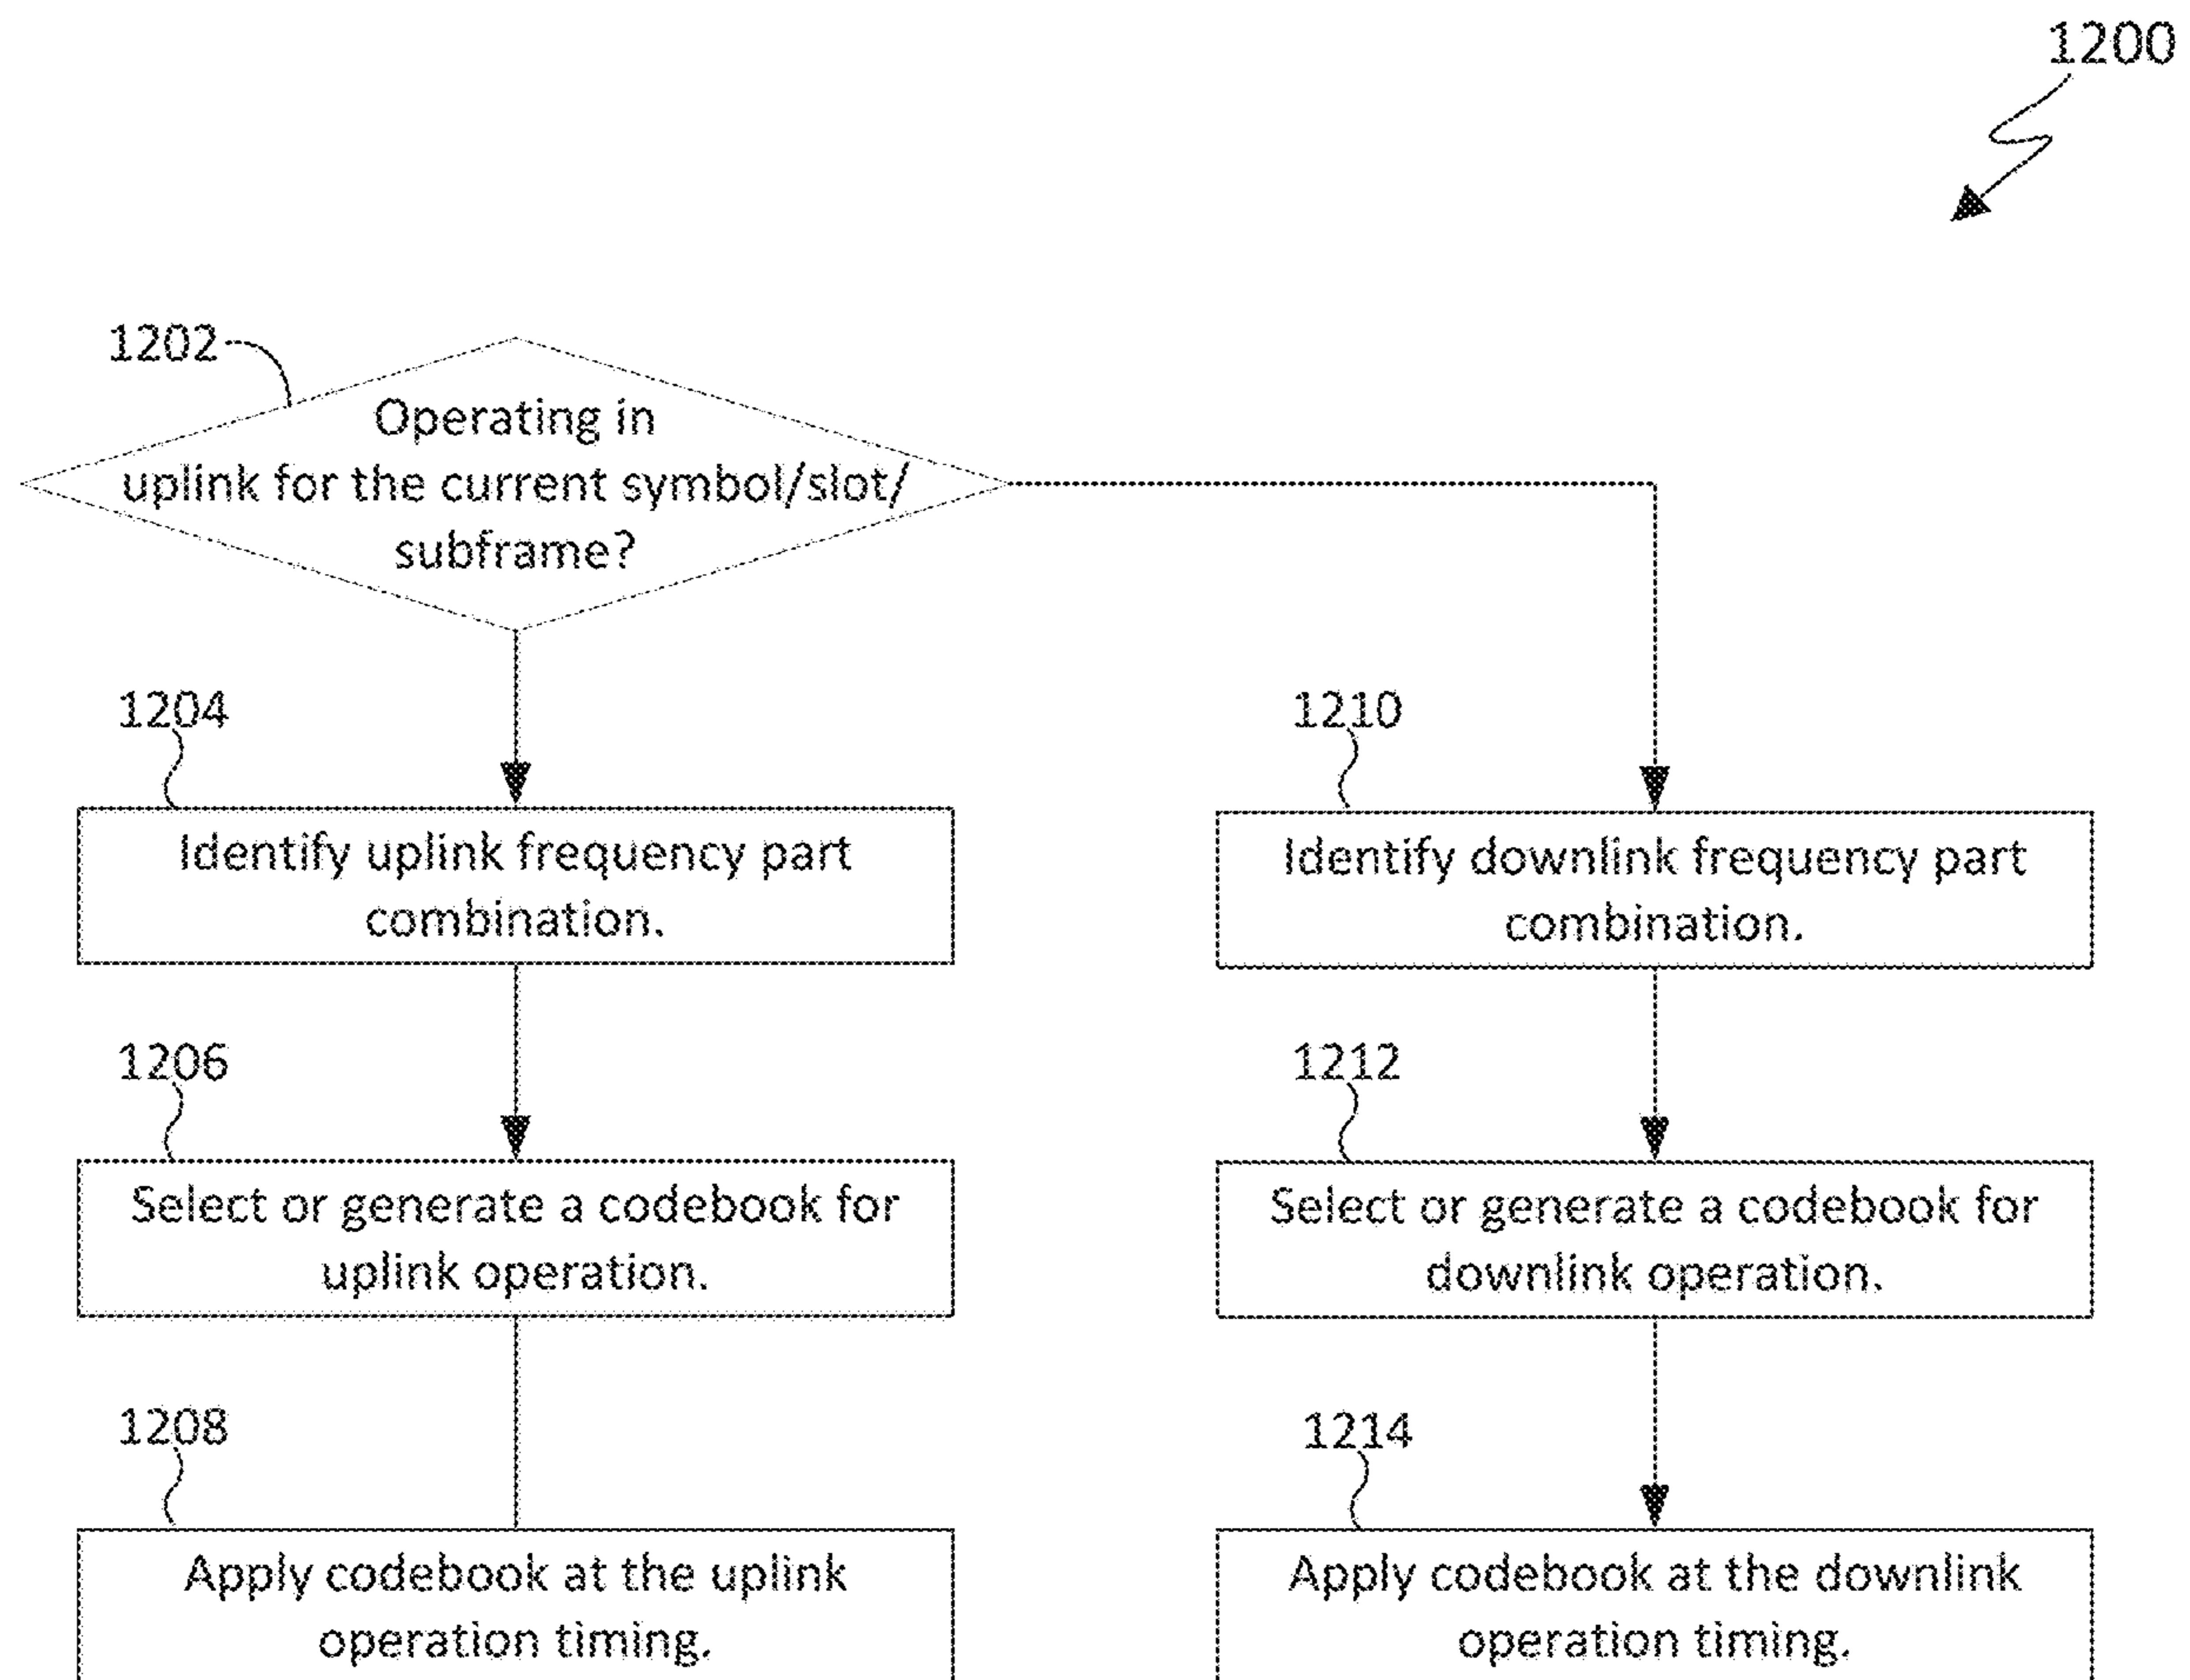 1200
1202
Operating in
uplink for the current symbol/slot/
subframe?
1204
Identify uplink frequency part
combination.
1206
Select or generate a codebook for
uplink operation.
1208
Apply codebook at the uplink
operation timing.
1210
Identify downlink frequency part
combination.
1212
Select or generate a codebook for
downlink operation.
1214
Apply codebook at the downlink
operation timing.